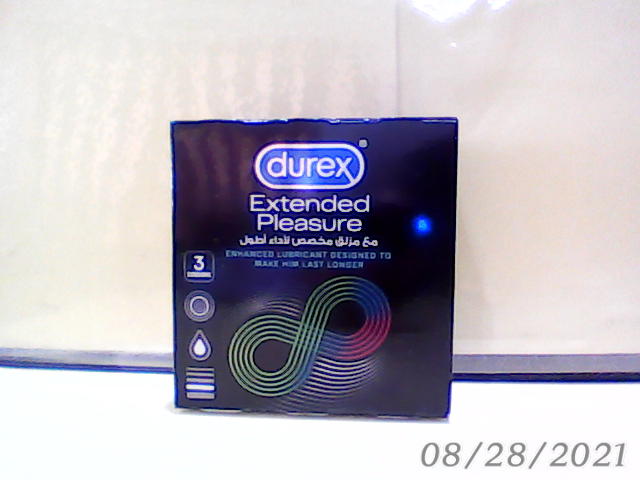 durex
Extended
Pleasure
مع مزلق مخصص لأداء أطول
ENHANCED LUBRICANT DESIGNED TO
MAKE HIM LAST LONGER
3
CONDOMS
08/28/2021